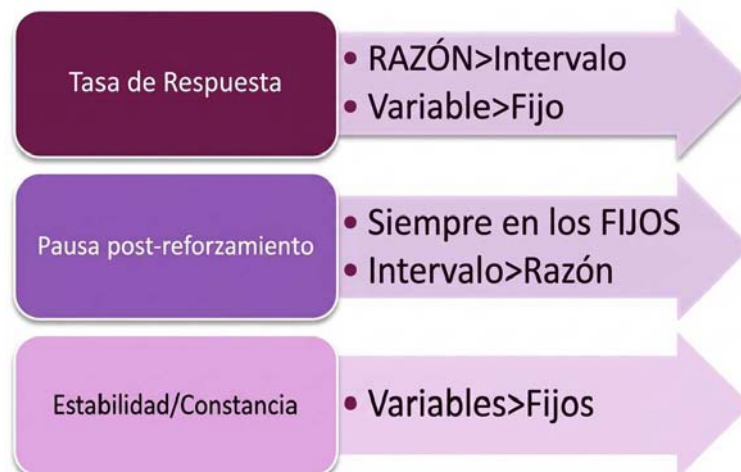 Tasa de Respuesta
• RAZÓN>Intervalo
• Variable>Fijo
Pausa post-reforzamiento
• Siempre en los FIJOS
• Intervalo>Razón
Estabilidad/Constancia
• Variables>Fijos